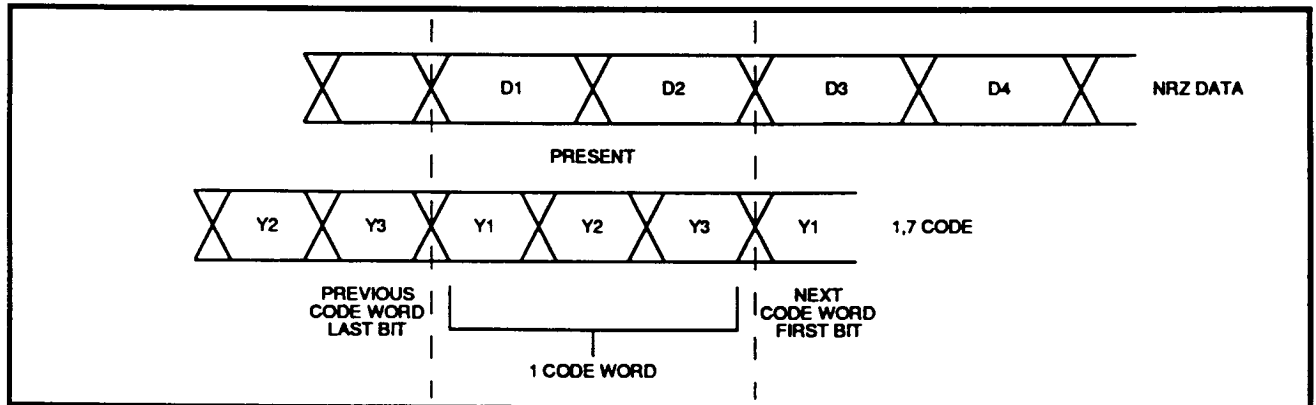 D1 D2 D3 D4 NRZ DATA
PRESENT
Y2 Y3 Y1 Y2 Y3 Y1 1,7 CODE
PREVIOUS
CODE WORD
LAST BIT
NEXT
CODE WORD
FIRST BIT
1 CODE WORD